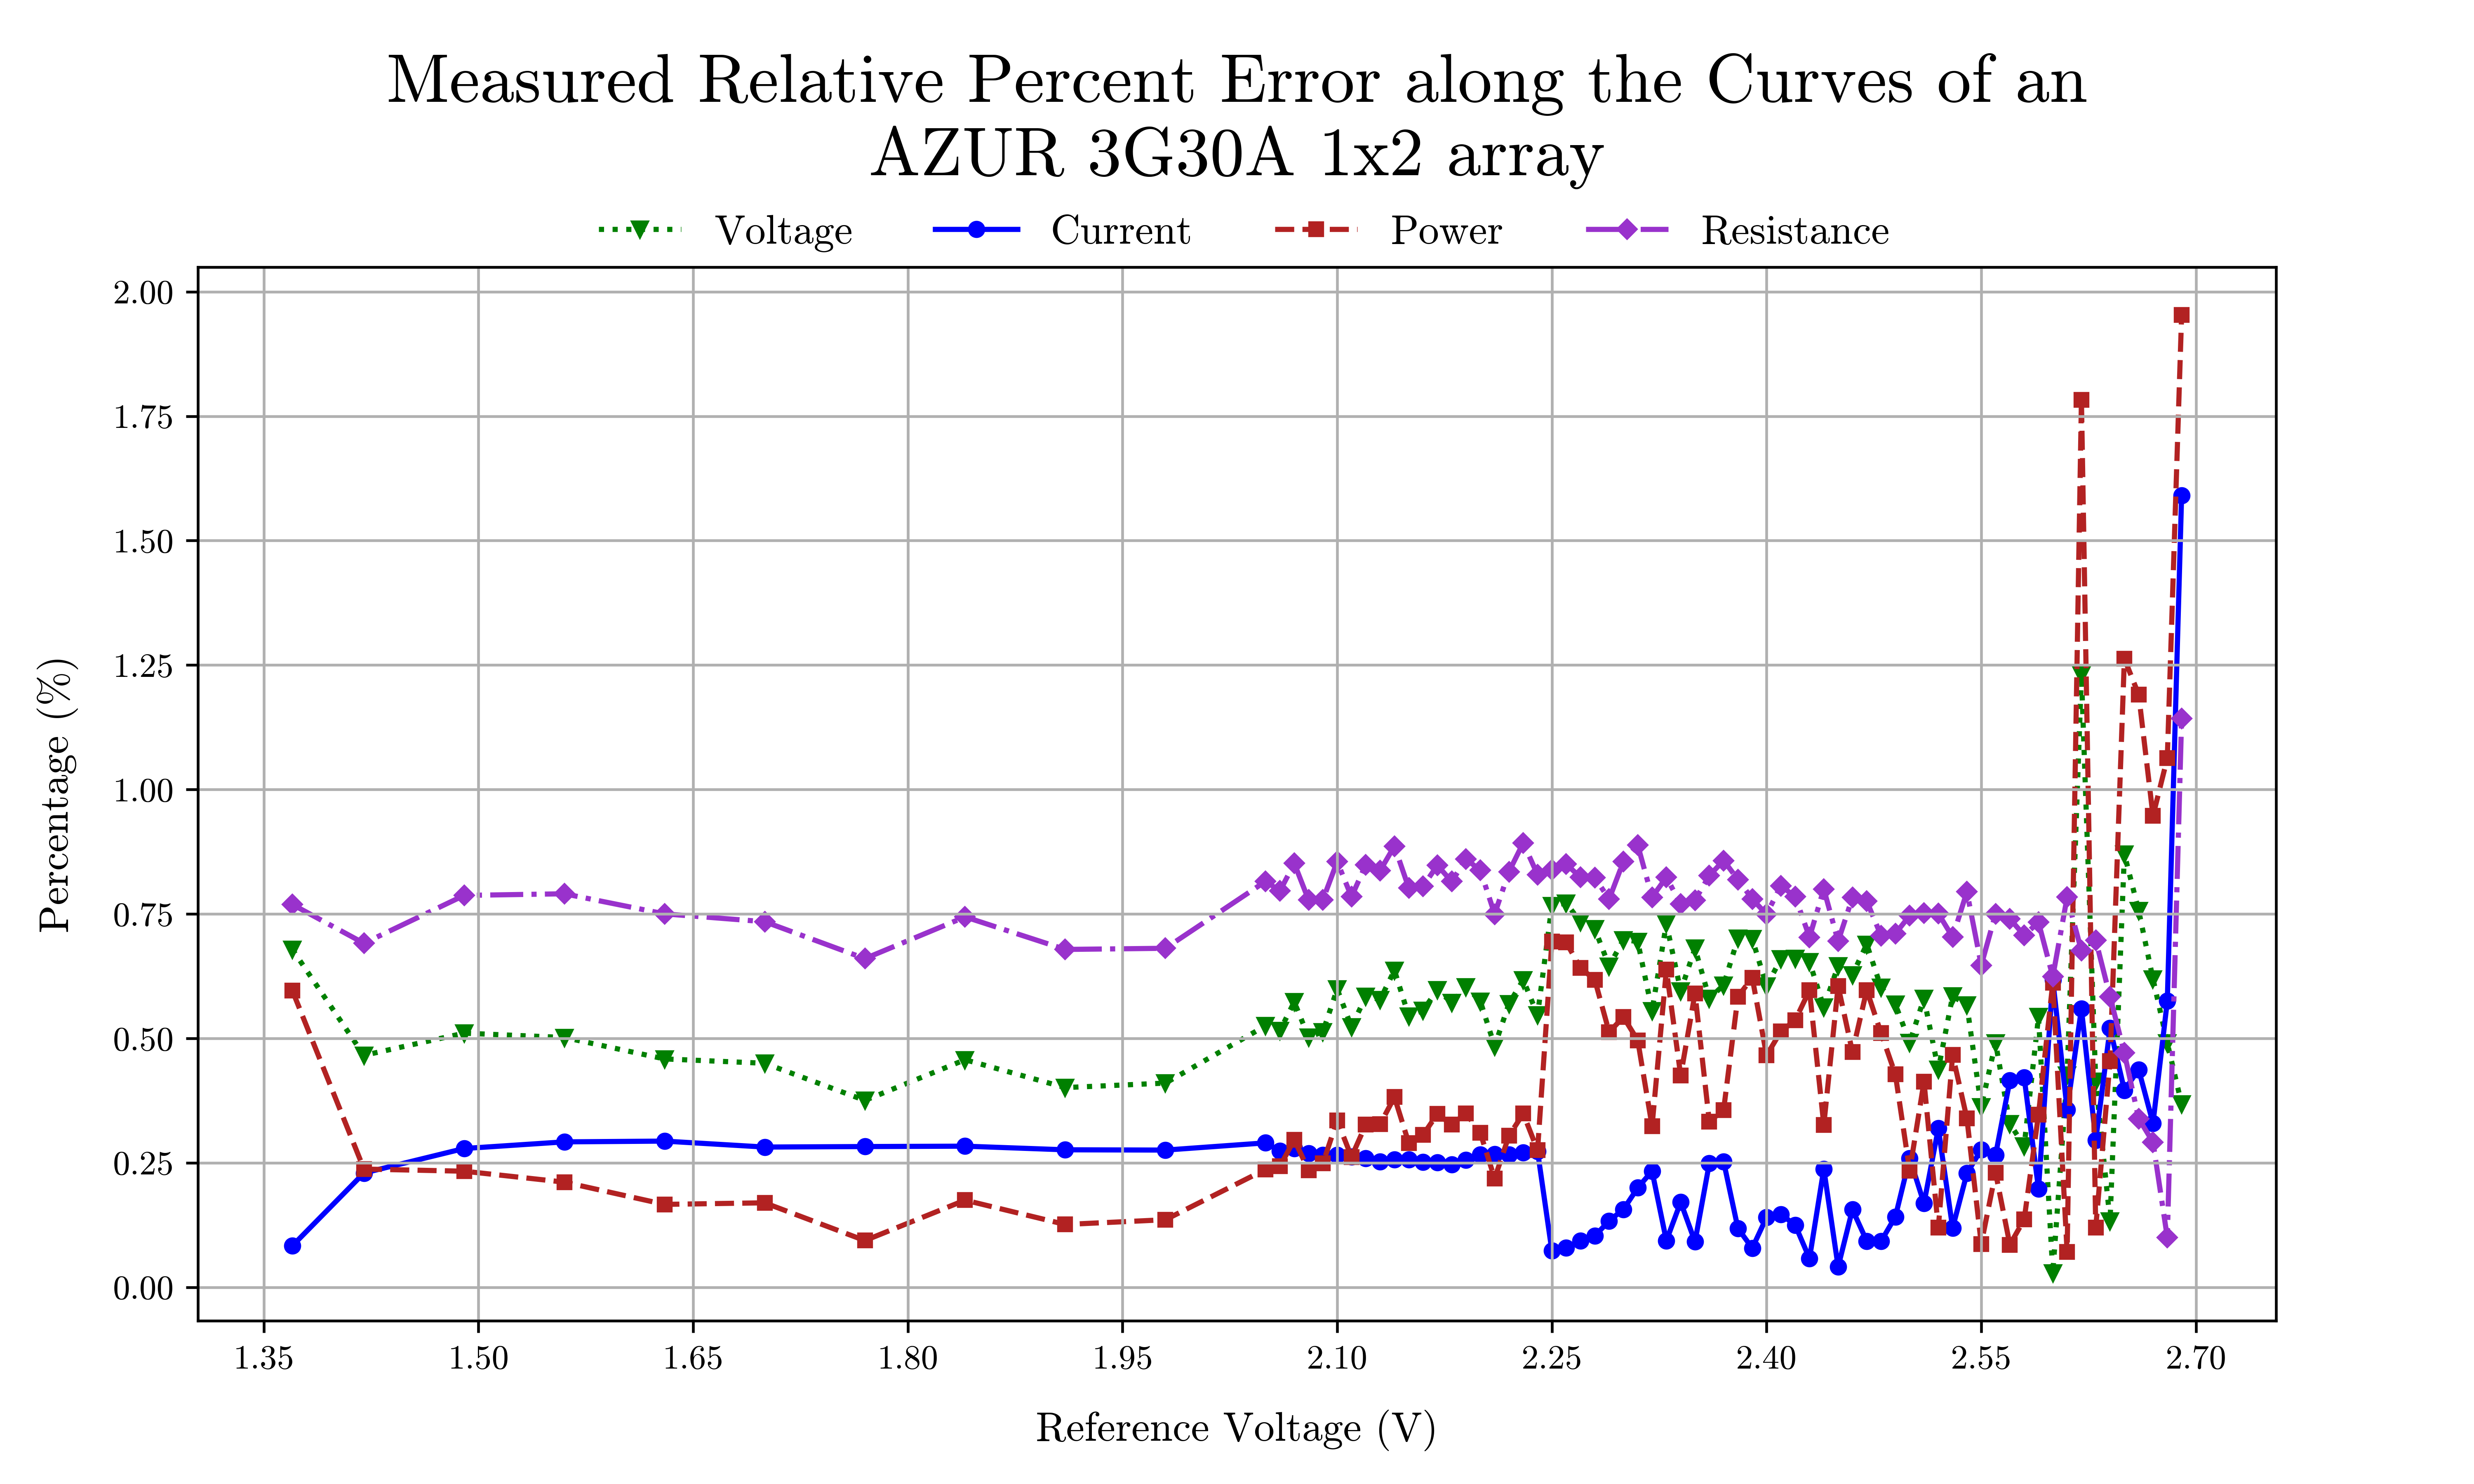 Measured Relative Percent Error along the Curves of an
AZUR 3G30A 1x2 array
Voltage Current Power Resistance
2.00
1.75
1.50
1.25
1.00
0.75
0.50
0.25
0.00
Percentage (%)
1.35 1.50 1.65 1.80 1.95 2.10 2.25 2.40 2.55 2.70
Reference Voltage (V)